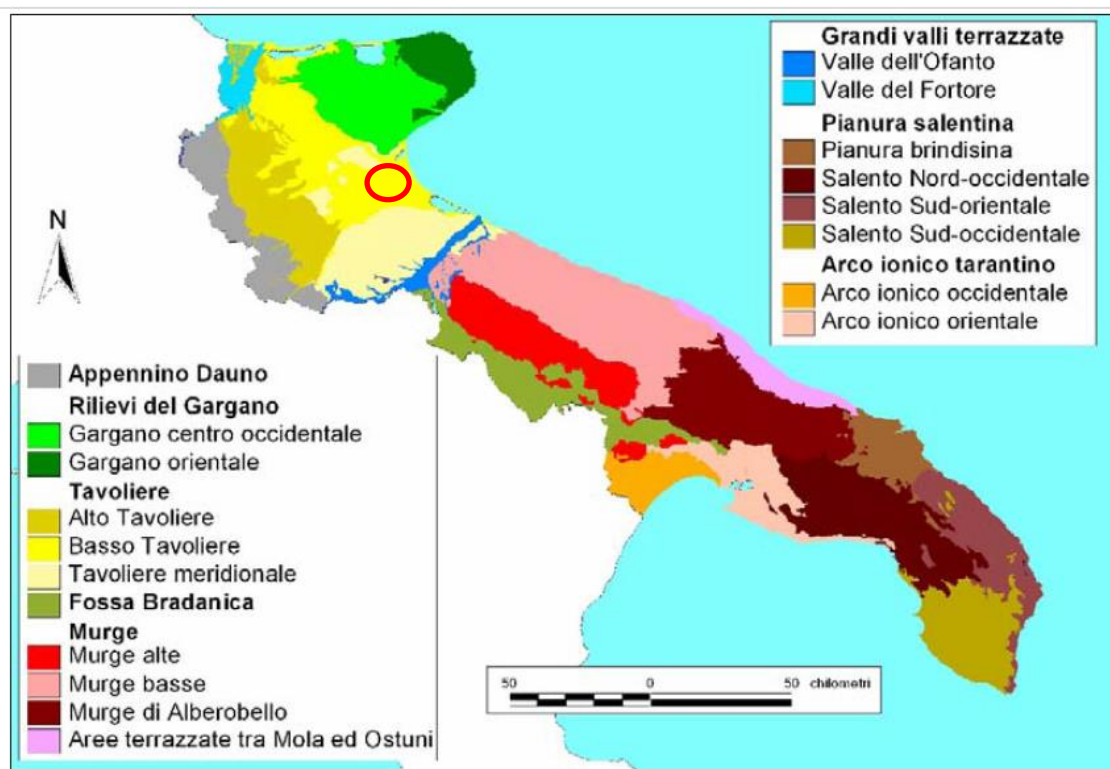 Grandi valli terrazzate
Valle dell'Ofanto
Valle del Fortore
Pianura salentina
Pianura brindisina
Salento Nord-occidentale
Salento Sud-orientale
Salento Sud-occidentale
Arco ionico tarantino
Arco ionico occidentale
Arco ionico orientale
N
Appennino Dauno
Rilievi del Gargano
Gargano centro occidentale
Gargano orientale
Tavoliere
Alto Tavoliere
Basso Tavoliere
Tavoliere meridionale
Fossa Bradanica
Murge
Murge alte
Murge basse
Murge di Alberobello
Aree terrazzate tra Mola ed Ostuni
50 0 50 chilometri